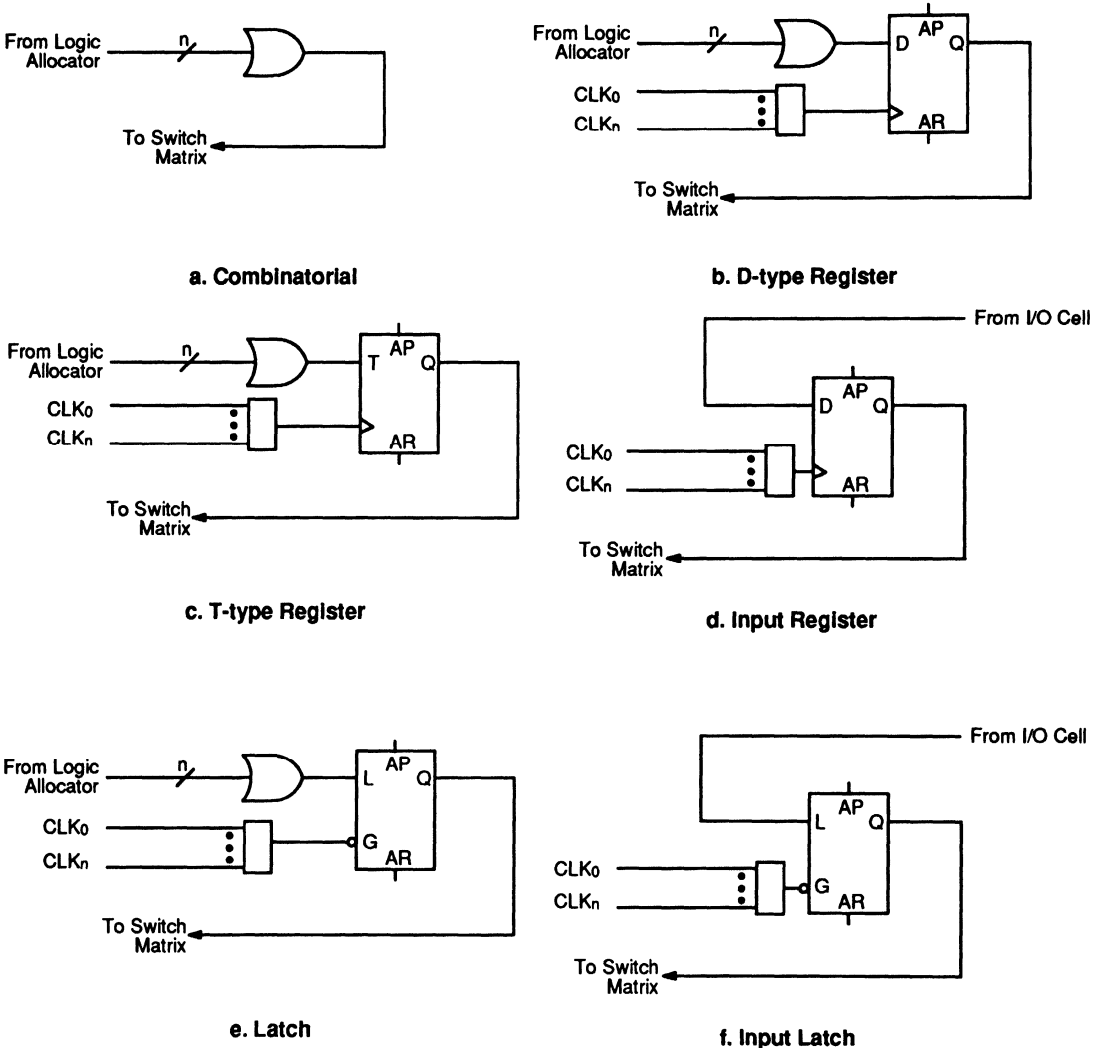 From Logic
Allocator
n
To Switch
Matrix
a. Combinatorial
From Logic
Allocator
n
CLK0
CLKn
D
AP
Q
AR
To Switch
Matrix
b. D-type Register
From Logic
Allocator
n
CLK0
CLKn
T
AP
Q
AR
To Switch
Matrix
c. T-type Register
From I/O Cell
D
AP
Q
AR
CLK0
CLKn
To Switch
Matrix
d. Input Register
From Logic
Allocator
n
CLK0
CLKn
L
AP
Q
G
AR
To Switch
Matrix
e. Latch
From I/O Cell
L
AP
Q
G
AR
CLK0
CLKn
To Switch
Matrix
f. Input Latch